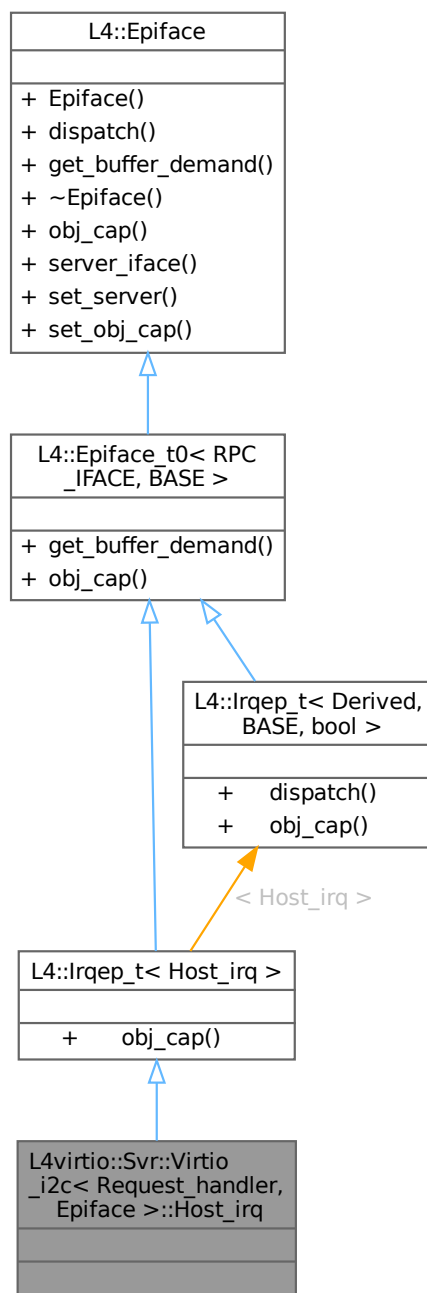 L4::Epiface
+ Epiface()
+ dispatch()
+ get_buffer_demand()
+ ~Epiface()
+ obj_cap()
+ server_iface()
+ set_server()
+ set_obj_cap()
L4::Epiface_t0< RPC
_IFACE, BASE >
+ get_buffer_demand()
+ obj_cap()
L4::Irqep_t< Derived,
BASE, bool >
+ dispatch()
+ obj_cap()
< Host_irq >
L4::Irqep_t< Host_irq >
+ obj_cap()
L4virtio::Svr::Virtio
_i2c< Request_handler,
Epiface >::Host_irq